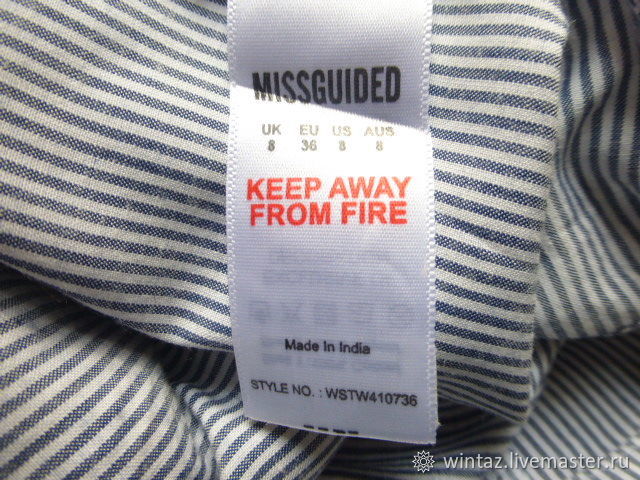 MISSGUIDED
UK EU US AUS
8 36 8 8
KEEP AWAY
FROM FIRE
Made In India
STYLE NO. : WSTW410736
wintaz.livemaster.ru